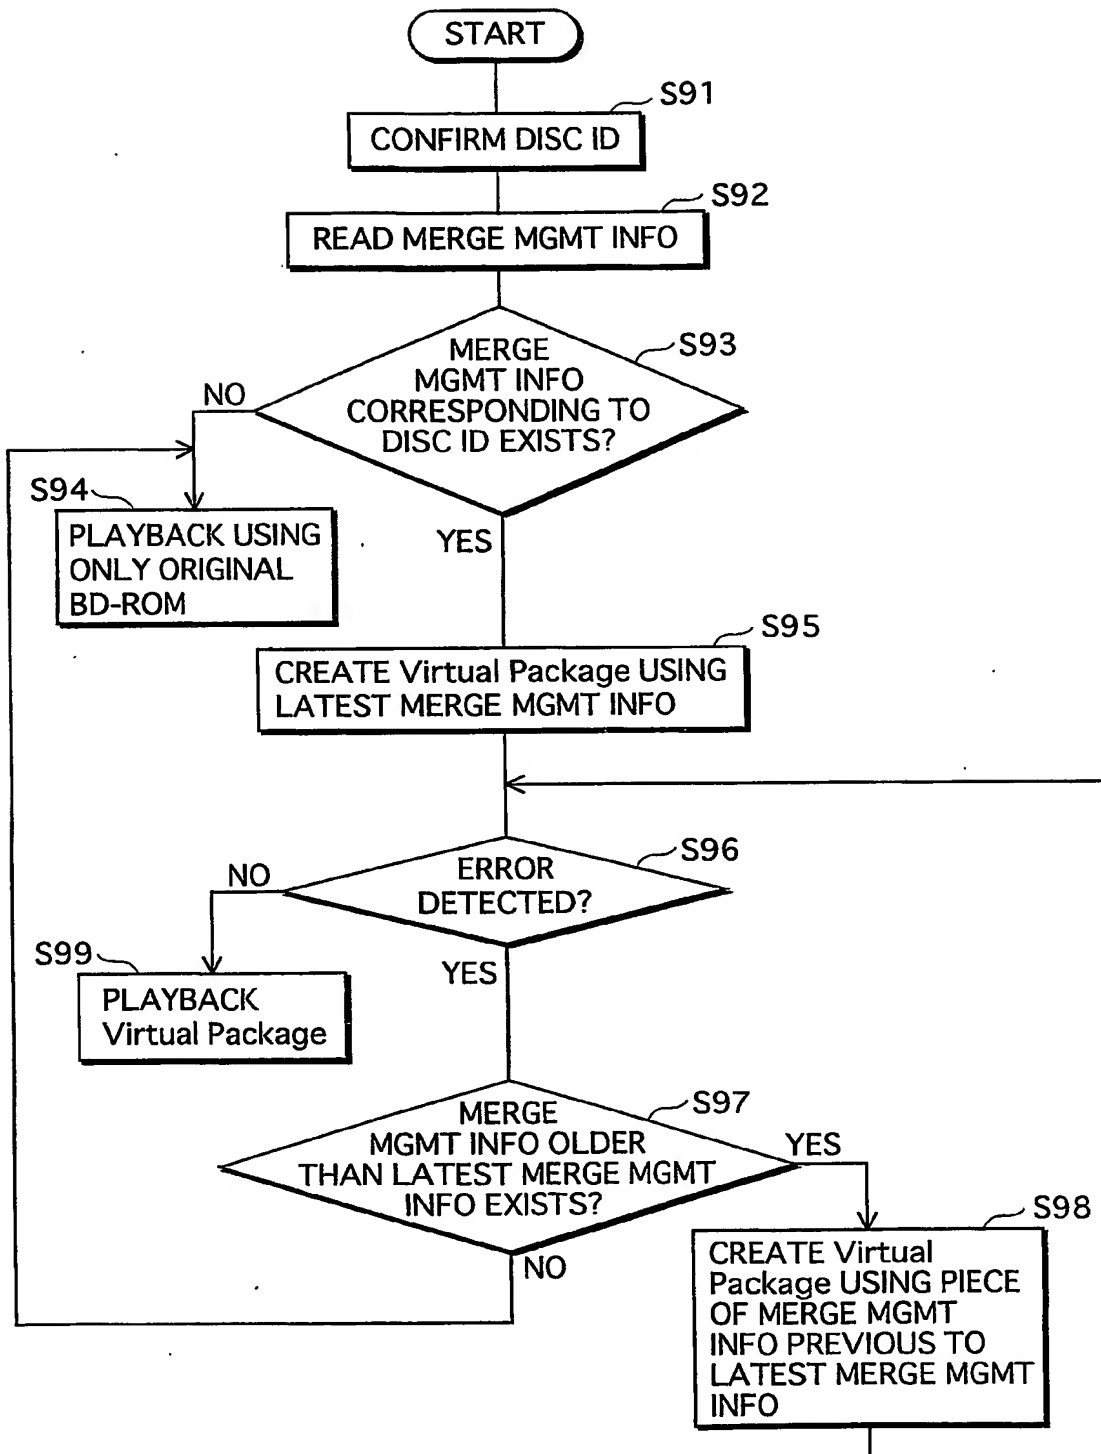 START
S91
CONFIRM DISC ID
S92
READ MERGE MGMT INFO
S93
MERGE
MGMT INFO
CORRESPONDING TO
DISC ID EXISTS?
NO
YES
S94
PLAYBACK USING
ONLY ORIGINAL
BD-ROM
S95
CREATE Virtual Package USING
LATEST MERGE MGMT INFO
S96
ERROR
DETECTED?
NO
YES
S99
PLAYBACK
Virtual Package
S97
MERGE
MGMT INFO OLDER
THAN LATEST MERGE MGMT
INFO EXISTS?
YES
NO
S98
CREATE Virtual
Package USING PIECE
OF MERGE MGMT
INFO PREVIOUS TO
LATEST MERGE MGMT
INFO